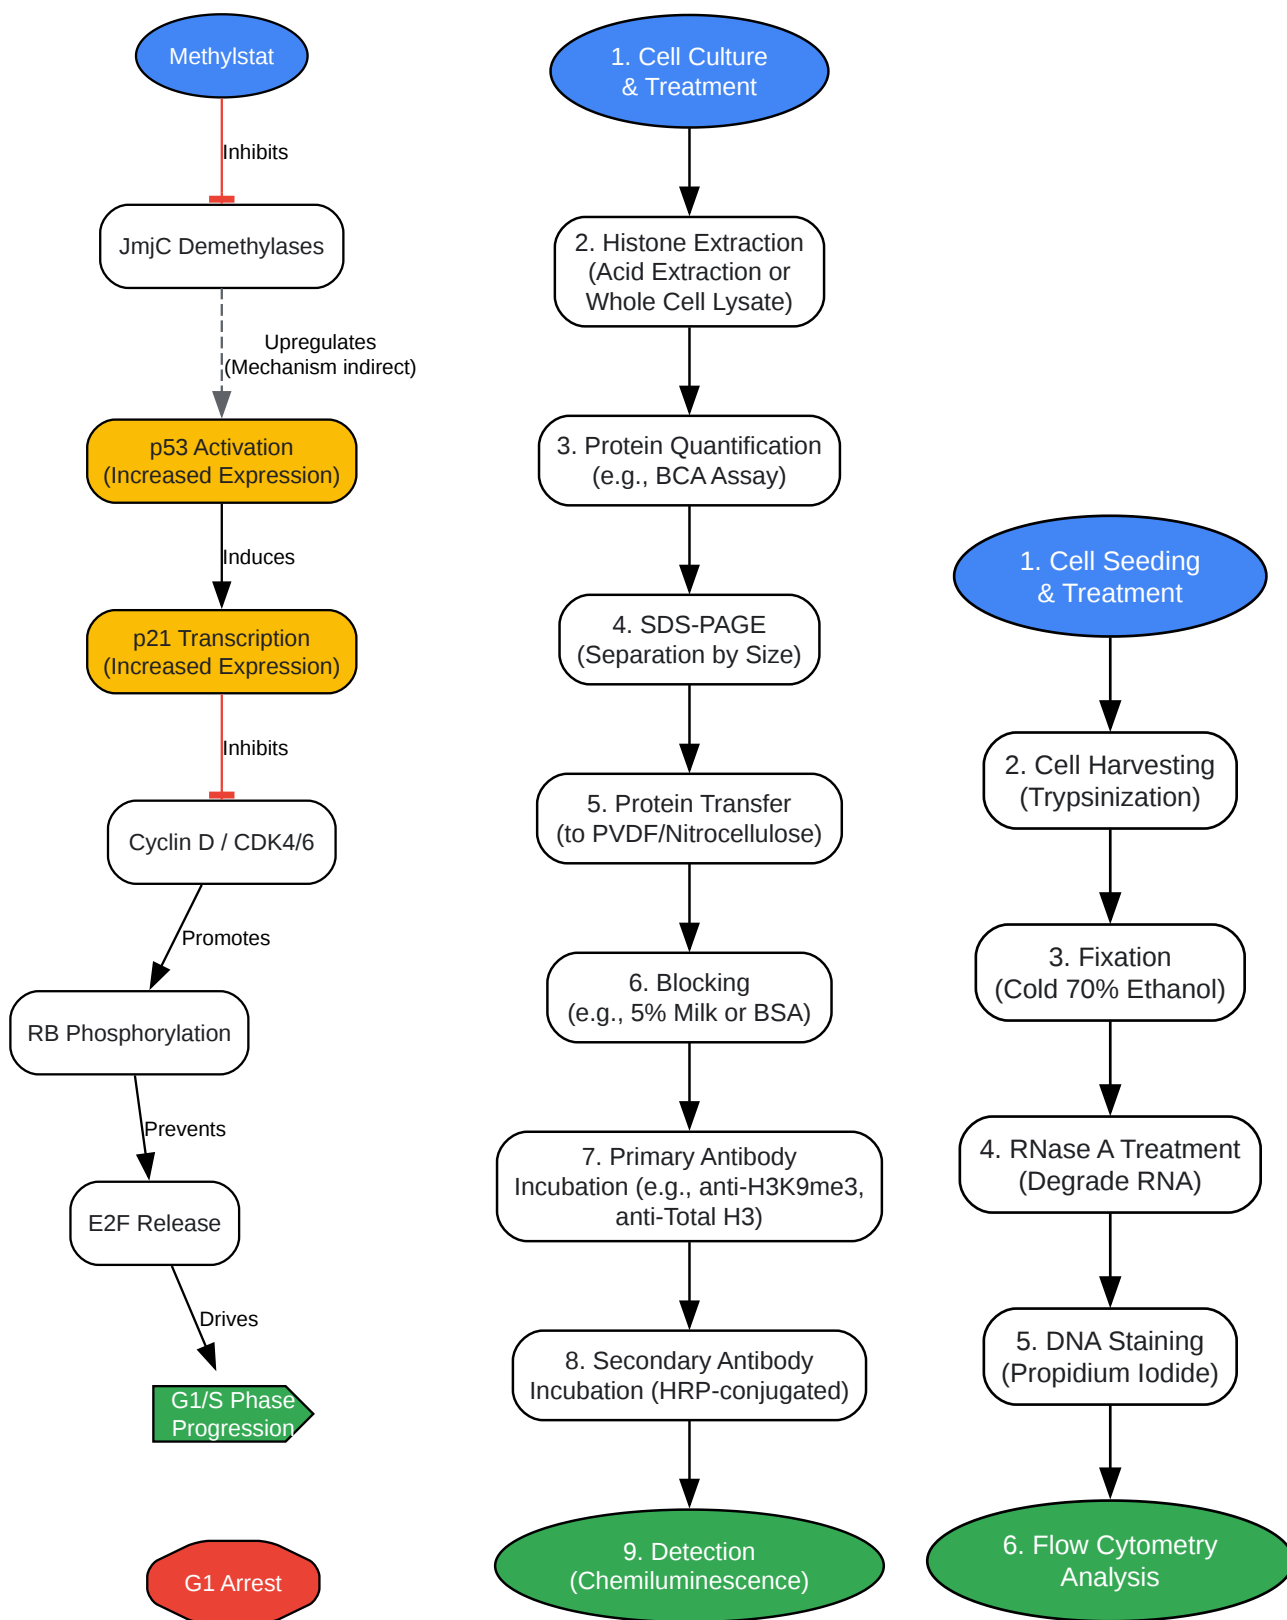 Methylstat
Inhibits
JmjC Demethylases
Upregulates
(Mechanism indirect)
p53 Activation
(Increased Expression)
Induces
p21 Transcription
(Increased Expression)
Inhibits
Cyclin D / CDK4/6
Promotes
RB Phosphorylation
Prevents
E2F Release
Drives
G1/S Phase
Progression
G1 Arrest
1. Cell Culture
& Treatment
2. Histone Extraction
(Acid Extraction or
Whole Cell Lysate)
3. Protein Quantification
(e.g., BCA Assay)
4. SDS-PAGE
(Separation by Size)
5. Protein Transfer
(to PVDF/Nitrocellulose)
6. Blocking
(e.g., 5% Milk or BSA)
7. Primary Antibody
Incubation (e.g., anti-H3K9me3,
anti-Total H3)
8. Secondary Antibody
Incubation (HRP-conjugated)
9. Detection
(Chemiluminescence)
1. Cell Seeding
& Treatment
2. Cell Harvesting
(Trypsinization)
3. Fixation
(Cold 70% Ethanol)
4. RNase A Treatment
(Degrade RNA)
5. DNA Staining
(Propidium Iodide)
6. Flow Cytometry
Analysis